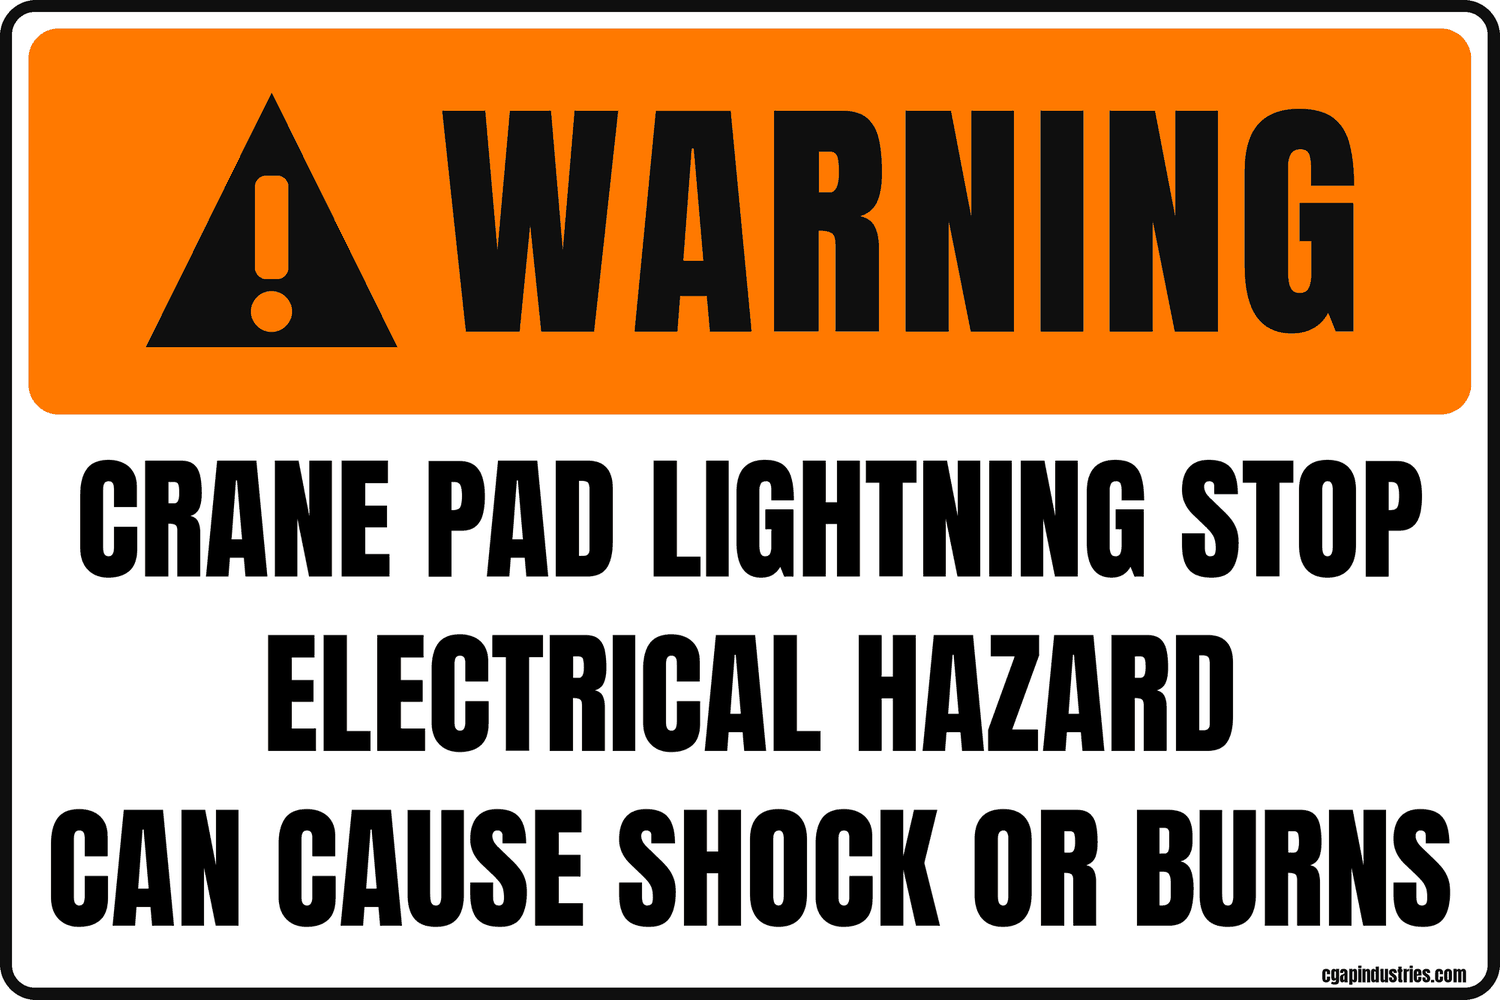 WARNING
CRANE PAD LIGHTNING STOP
ELECTRICAL HAZARD
CAN CAUSE SHOCK OR BURNS
cgapindustries.com